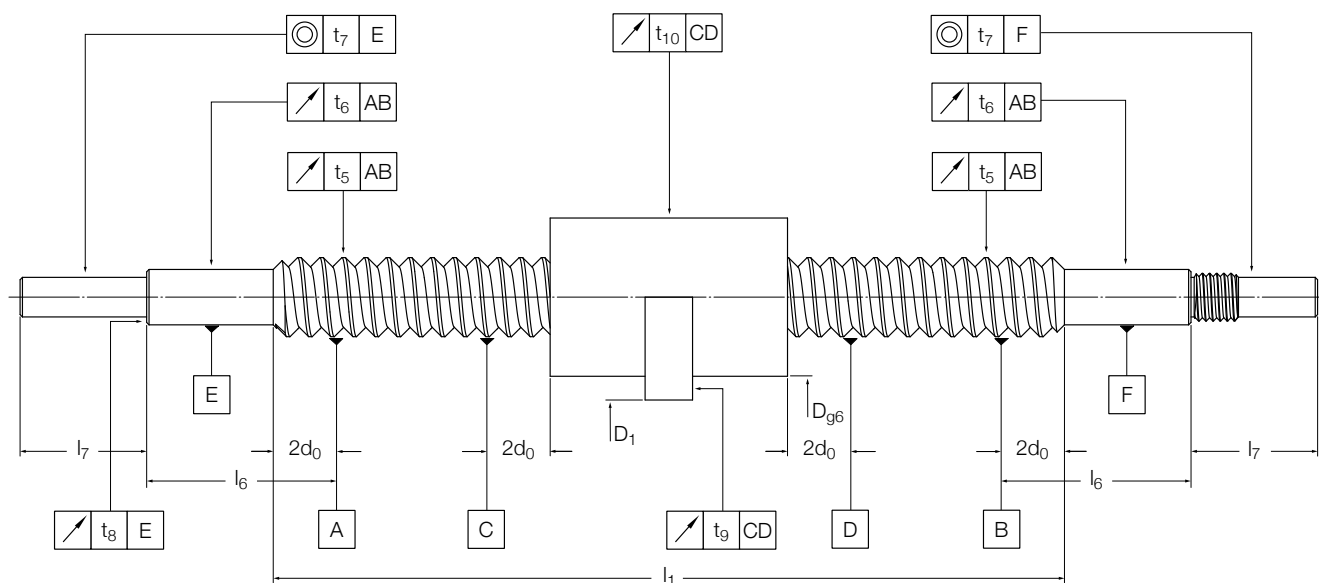 t₇ E
t₁₀ CD
t₇ F
t₆ AB
t₆ AB
t₅ AB
t₅ AB
E
F
D₁
D_g6
l₇
2d₀
2d₀
2d₀
2d₀
l₇
l₆
l₆
t₈ E
A
C
t₉ CD
D
B
l₁